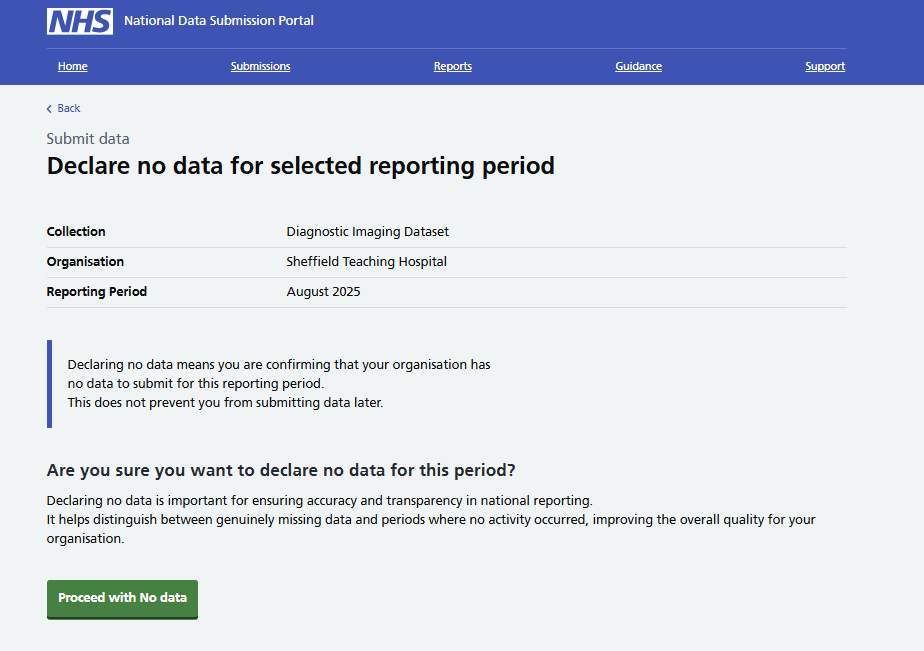 NHS National Data Submission Portal
Home Submissions Reports Guidance Support
Back
Submit data
Declare no data for selected reporting period
Collection Diagnostic Imaging Dataset
Organisation Sheffield Teaching Hospital
Reporting Period August 2025
Declaring no data means you are confirming that your organisation has
no data to submit for this reporting period.
This does not prevent you from submitting data later.
Are you sure you want to declare no data for this period?
Declaring no data is important for ensuring accuracy and transparency in national reporting.
It helps distinguish between genuinely missing data and periods where no activity occurred, improving the overall quality for your
organisation.
Proceed with No data